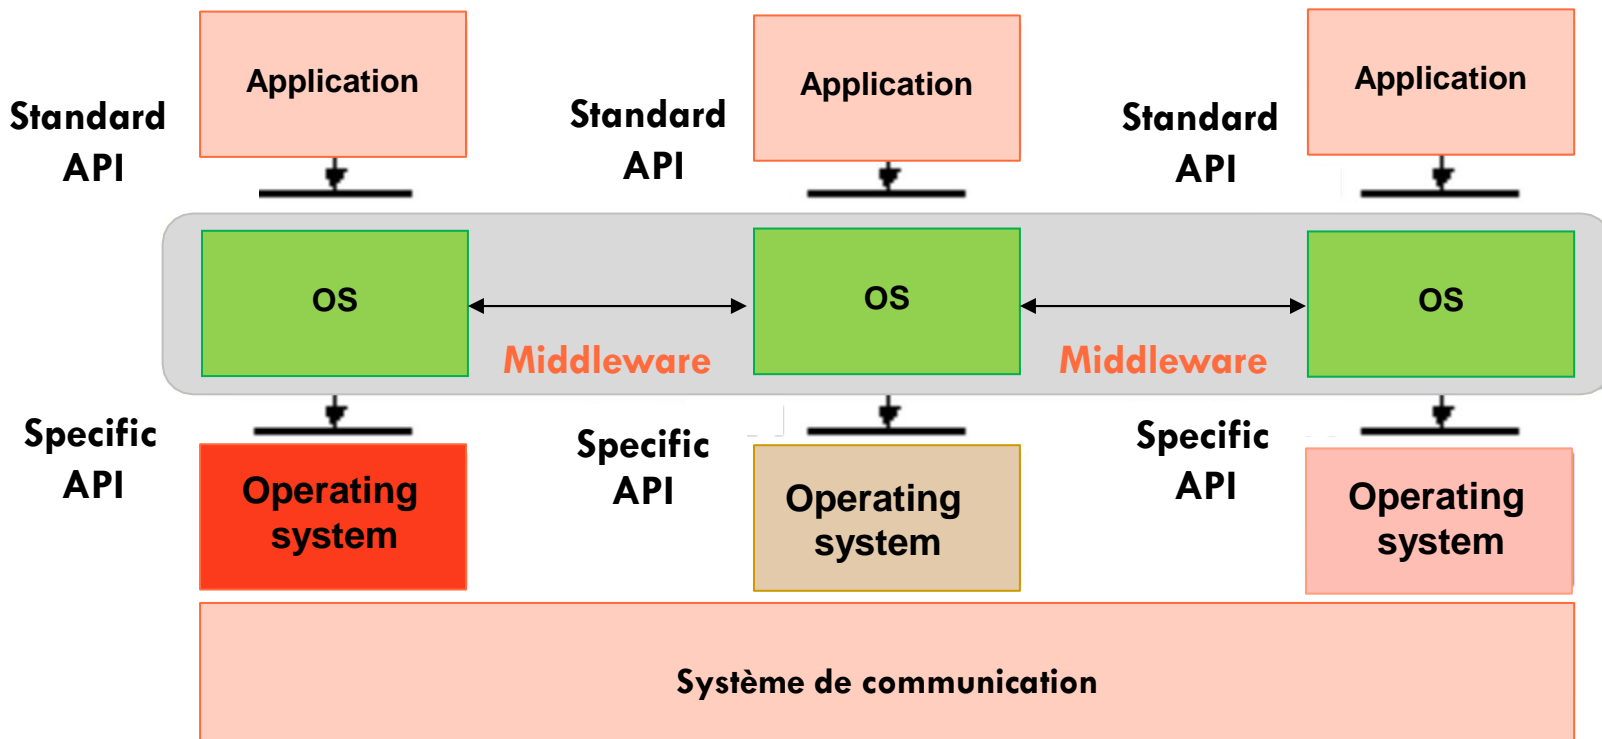 Application
Application
Application
Standard
API
Standard
API
Standard
API
OS
OS
OS
Middleware
Middleware
Specific
API
Specific
API
Specific
API
Operating
system
Operating
system
Operating
system
Système de communication